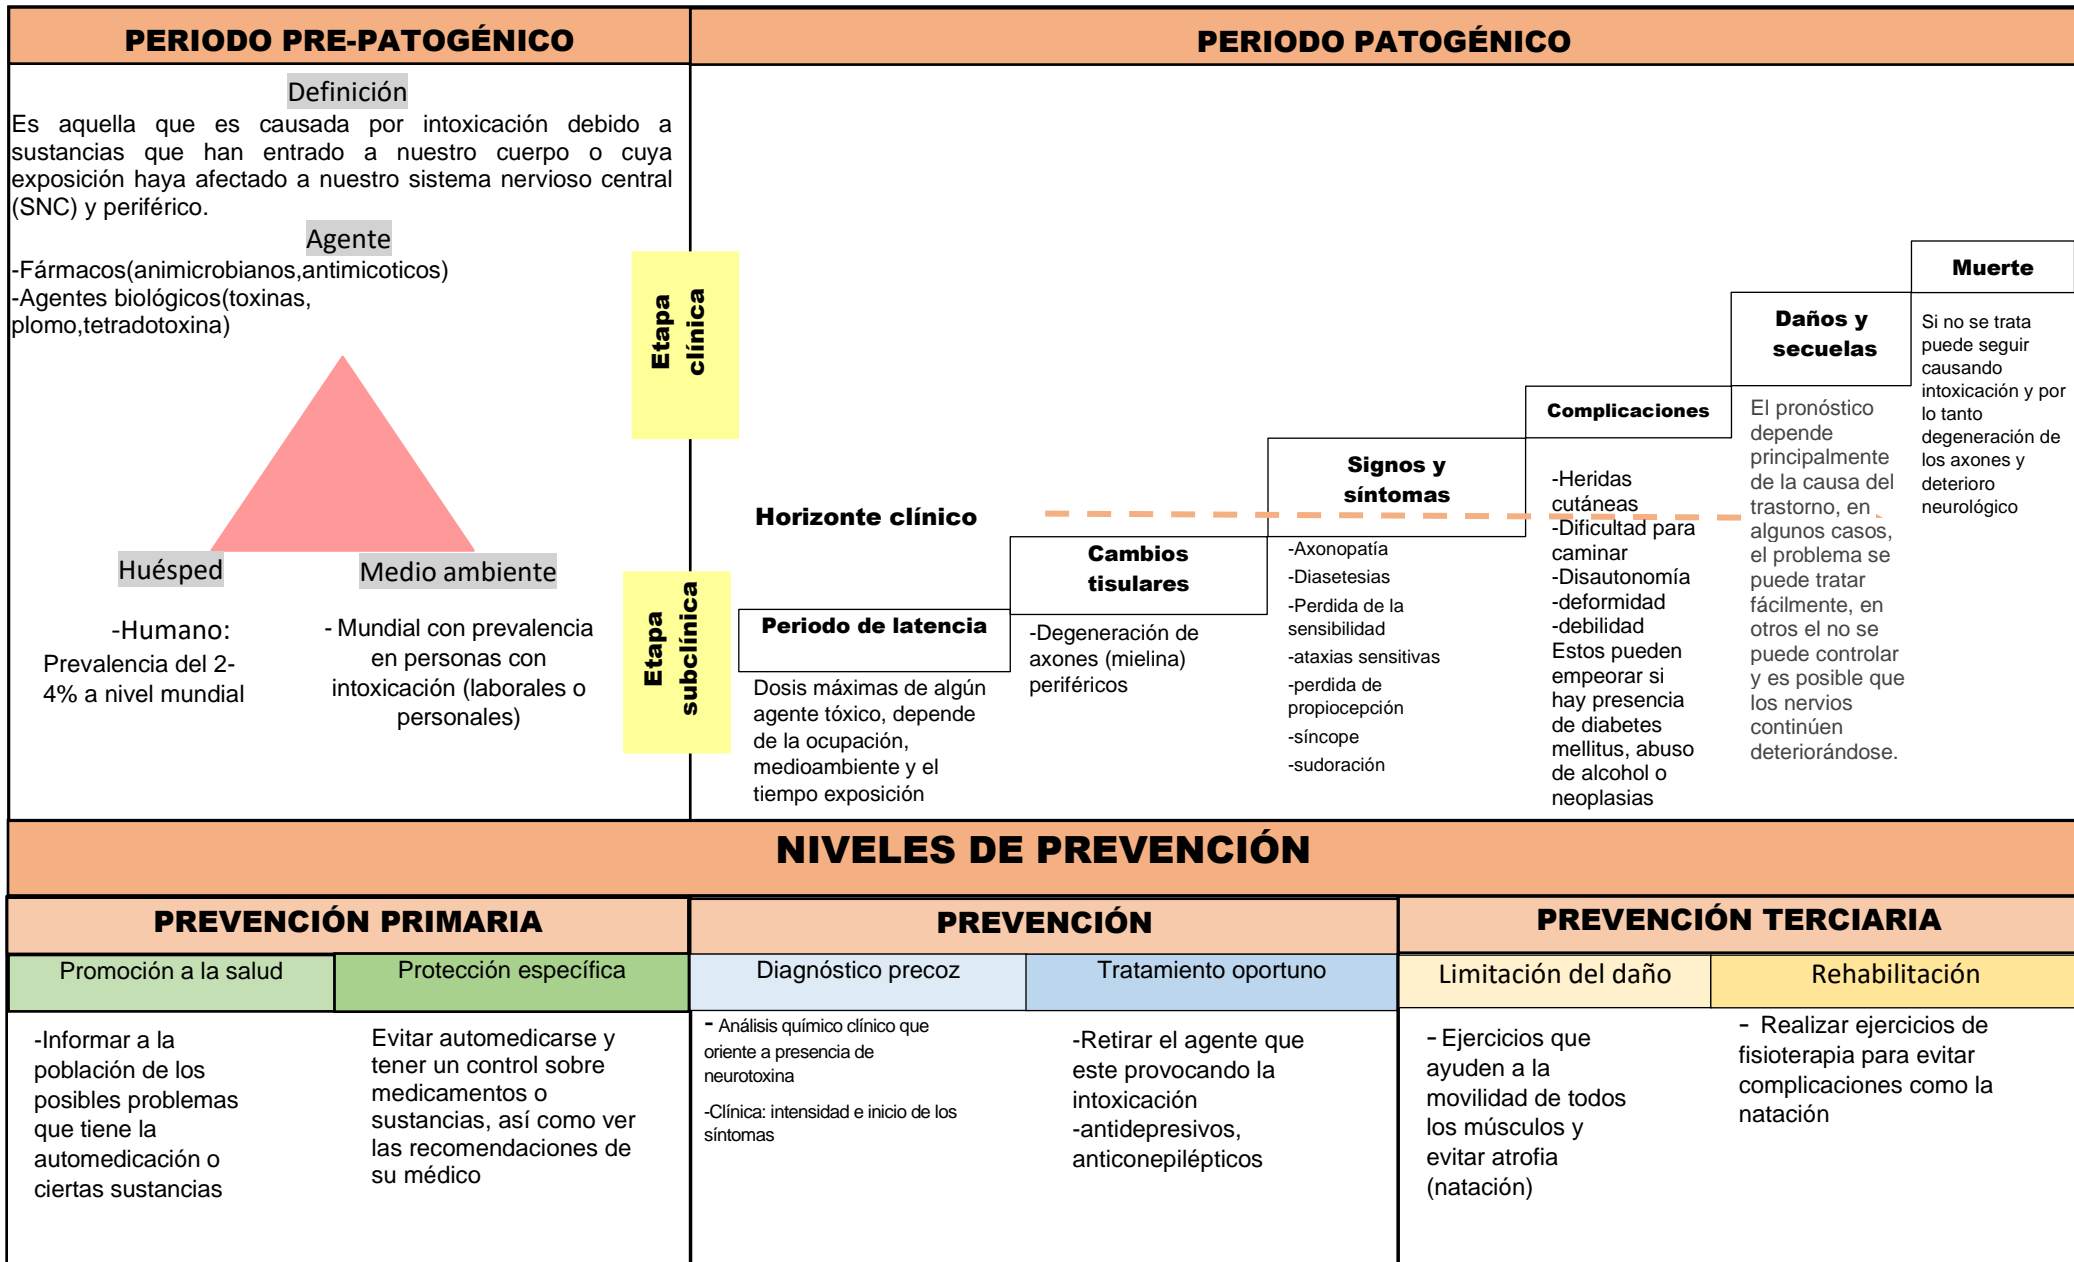 PERIODO PRE-PATOGÉNICO
PERIODO PATOGÉNICO
Definición
Es aquella que es causada por intoxicación debido a
sustancias que han entrado a nuestro cuerpo o cuya
exposición haya afectado a nuestro sistema nervioso central
(SNC) y periférico.
Agente
-Fármacos(animicrobianos,antimicoticos)
-Agentes biológicos(toxinas,
plomo,tetradotoxina)
Huésped
-Humano:
Prevalencia del 2-
4% a nivel mundial
Medio ambiente
- Mundial con prevalencia
en personas con
intoxicación (laborales o
personales)
Etapa
clínica
Etapa
subclínica
Horizonte clínico
Periodo de latencia
Dosis máximas de algún
agente tóxico, depende
de la ocupación,
medioambiente y el
tiempo exposición
Cambios
tisulares
-Degeneración de
axones (mielina)
periféricos
Signos y
síntomas
-Axonopatía
-Diasetesias
-Perdida de la
sensibilidad
-ataxias sensitivas
-perdida de
propiocepción
-síncope
-sudoración
Complicaciones
-Heridas
cutáneas
-Dificultad para
caminar
-Disautonomía
-deformidad
-debilidad
Estos pueden
empeorar si
hay presencia
de diabetes
mellitus, abuso
de alcohol o
neoplasias
Daños y
secuelas
El pronóstico
depende
principalmente
de la causa del
trastorno, en
algunos casos,
el problema se
puede tratar
fácilmente, en
otros el no se
puede controlar
y es posible que
los nervios
continúen
deteriorándose.
Muerte
Si no se trata
puede seguir
causando
intoxicación y por
lo tanto
degeneración de
los axones y
deterioro
neurológico
NIVELES DE PREVENCIÓN
PREVENCIÓN PRIMARIA
PREVENCIÓN
PREVENCIÓN TERCIARIA
Promoción a la salud
Protección específica
Diagnóstico precoz
Tratamiento oportuno
Limitación del daño
Rehabilitación
-Informar a la
población de los
posibles problemas
que tiene la
automedicación o
ciertas sustancias
Evitar automedicarse y
tener un control sobre
medicamentos o
sustancias, así como ver
las recomendaciones de
su médico
- Análisis químico clínico que
oriente a presencia de
neurotoxina
-Clínica: intensidad e inicio de los
síntomas
-Retirar el agente que
este provocando la
intoxicación
-antidepresivos,
anticonepilépticos
- Ejercicios que
ayuden a la
movilidad de todos
los músculos y
evitar atrofia
(natación)
- Realizar ejercicios de
fisioterapia para evitar
complicaciones como la
natación